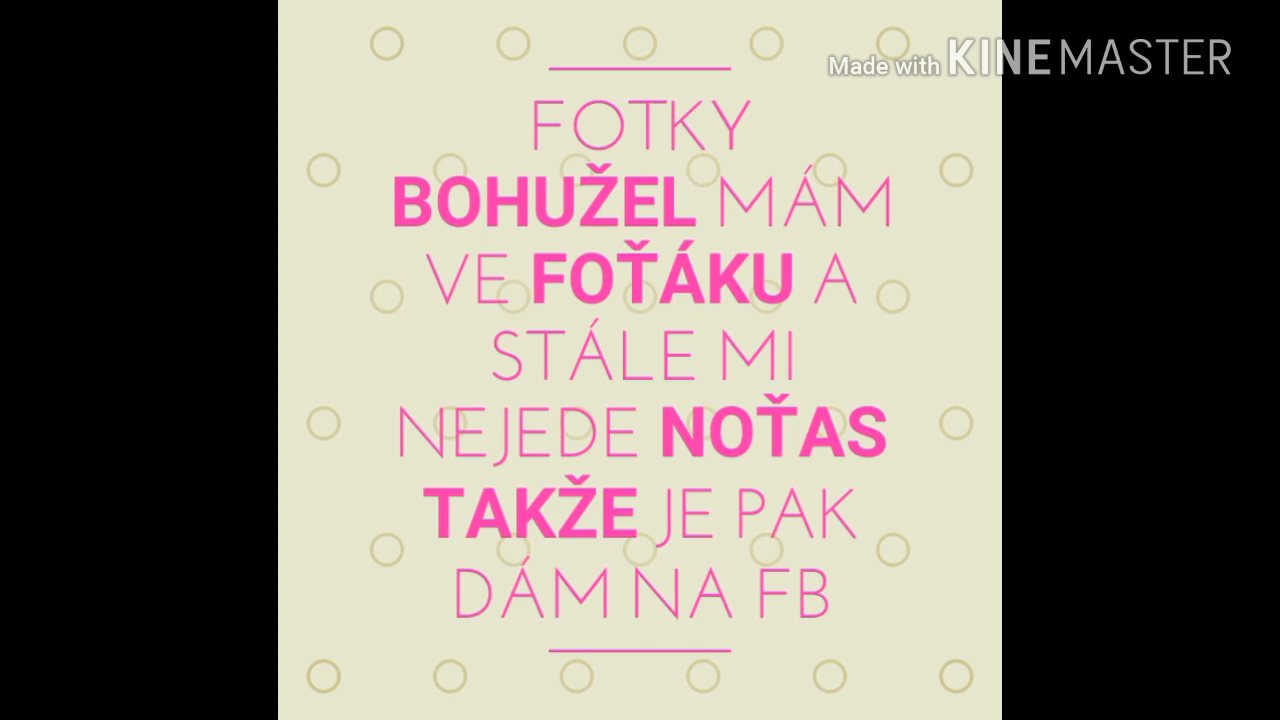 Made with KINEMASTER
FOTKY
BOHUŽEL MÁM
VE FOŤÁKU A
STÁLE MI
NEJEDE NOŤAS
TAKŽE JE PAK
DÁM NA FB